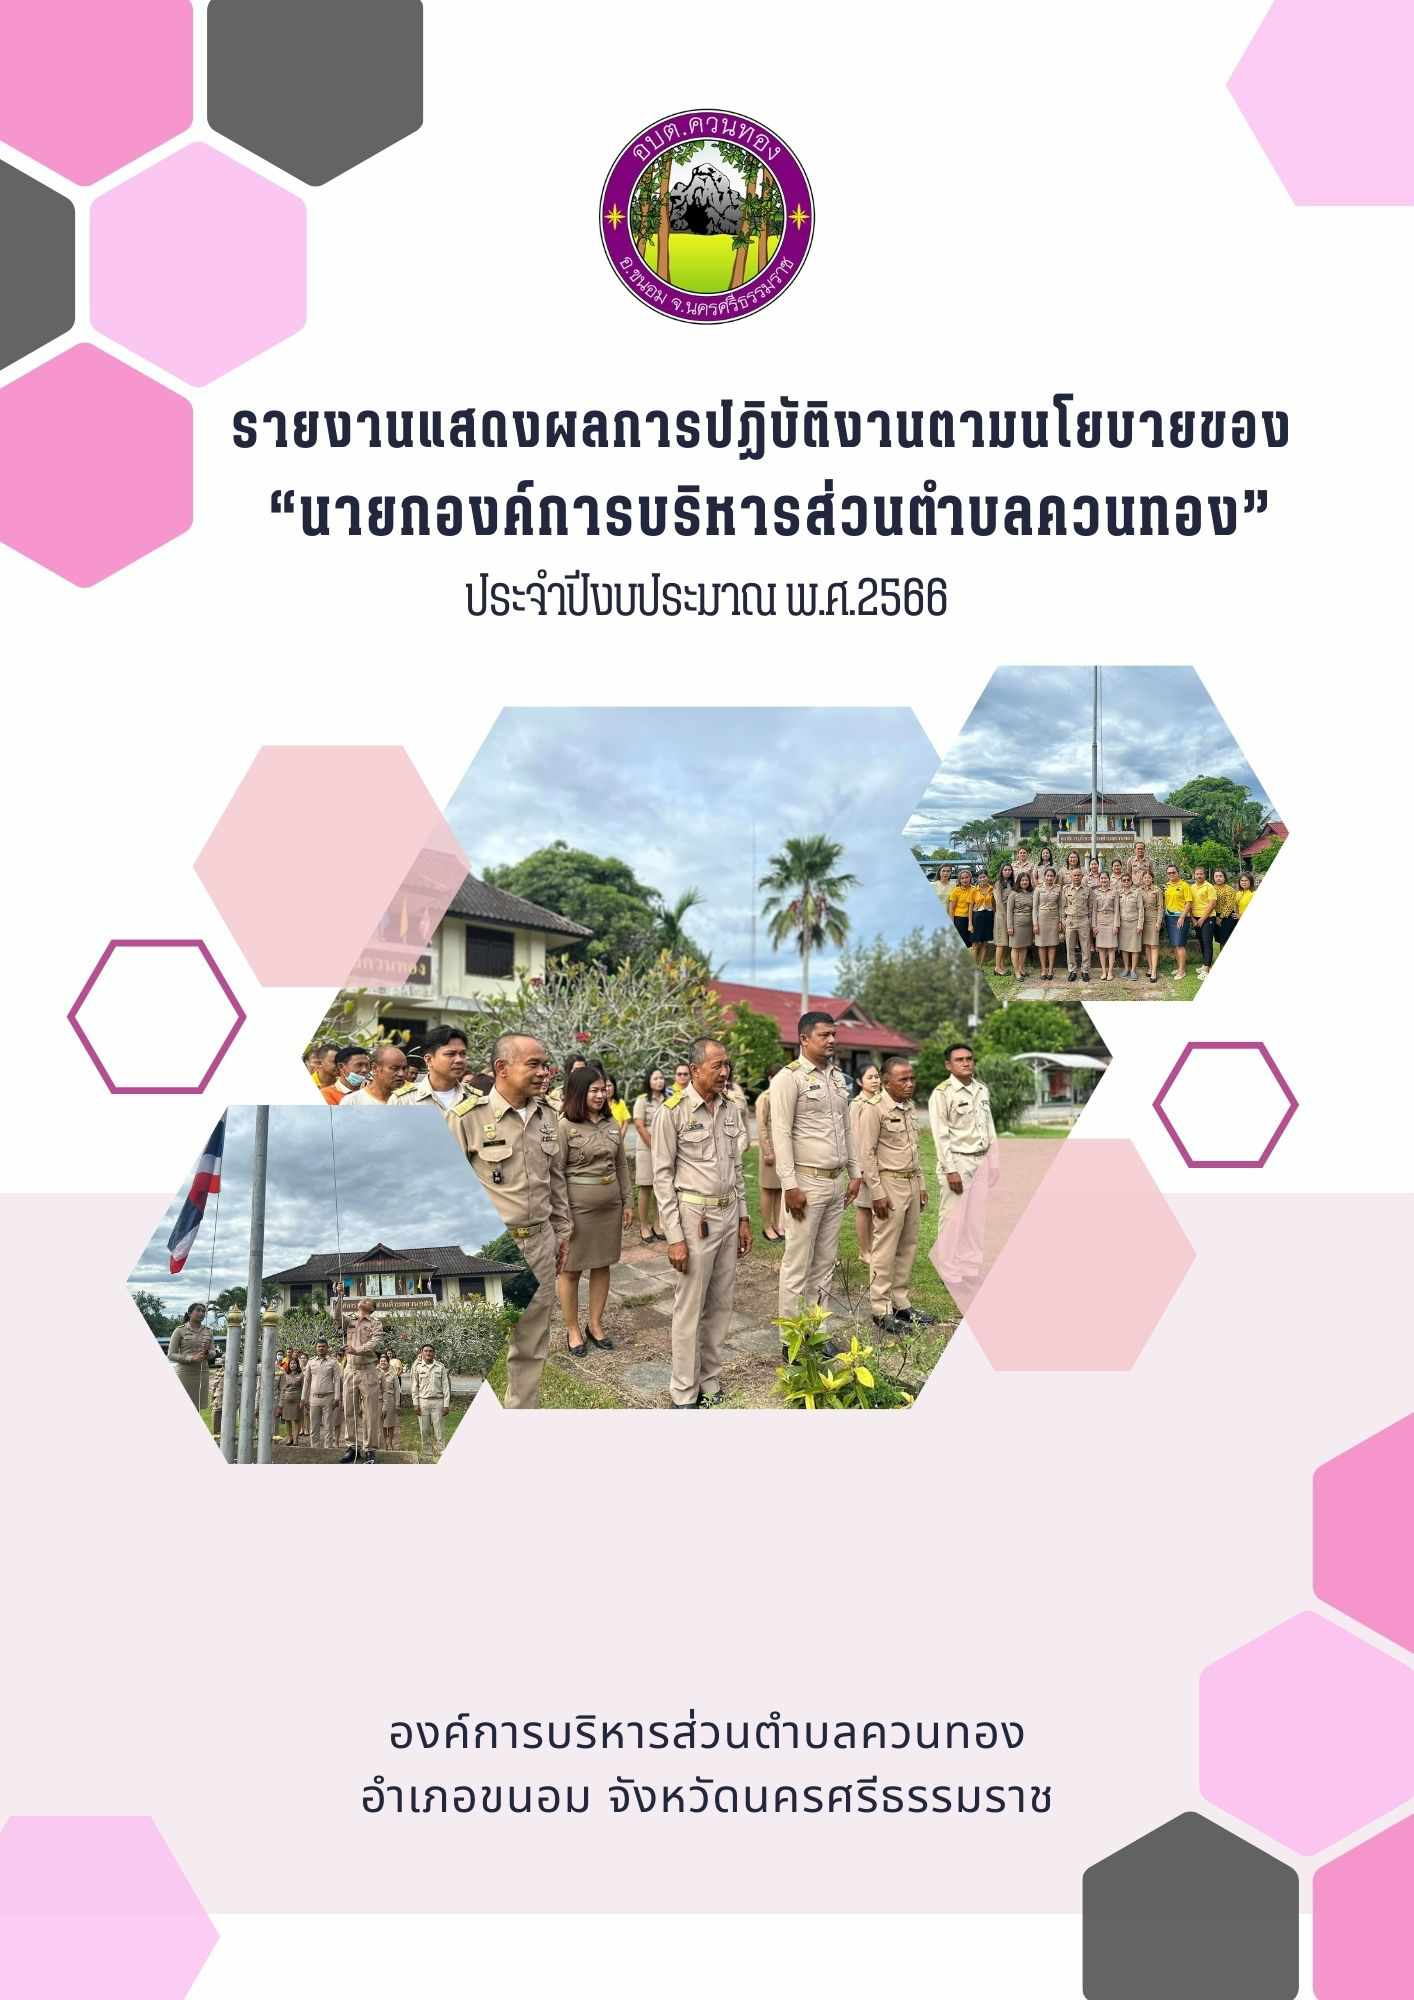 อบต.ควนทอง
อ.ขนอม จ.นครศรีธรรมราช
รายงานแสดงผลการปฏิบัติงานตามนโยบายของ
“นายกองค์การบริหารส่วนตำบลควนทอง”
ประจำปีงบประมาณ พ.ศ.2566
ควนทอง
องค์การบริหารส่วนตำบลควนทอง
อำเภอขนอม จังหวัดนครศรีธรรมราช